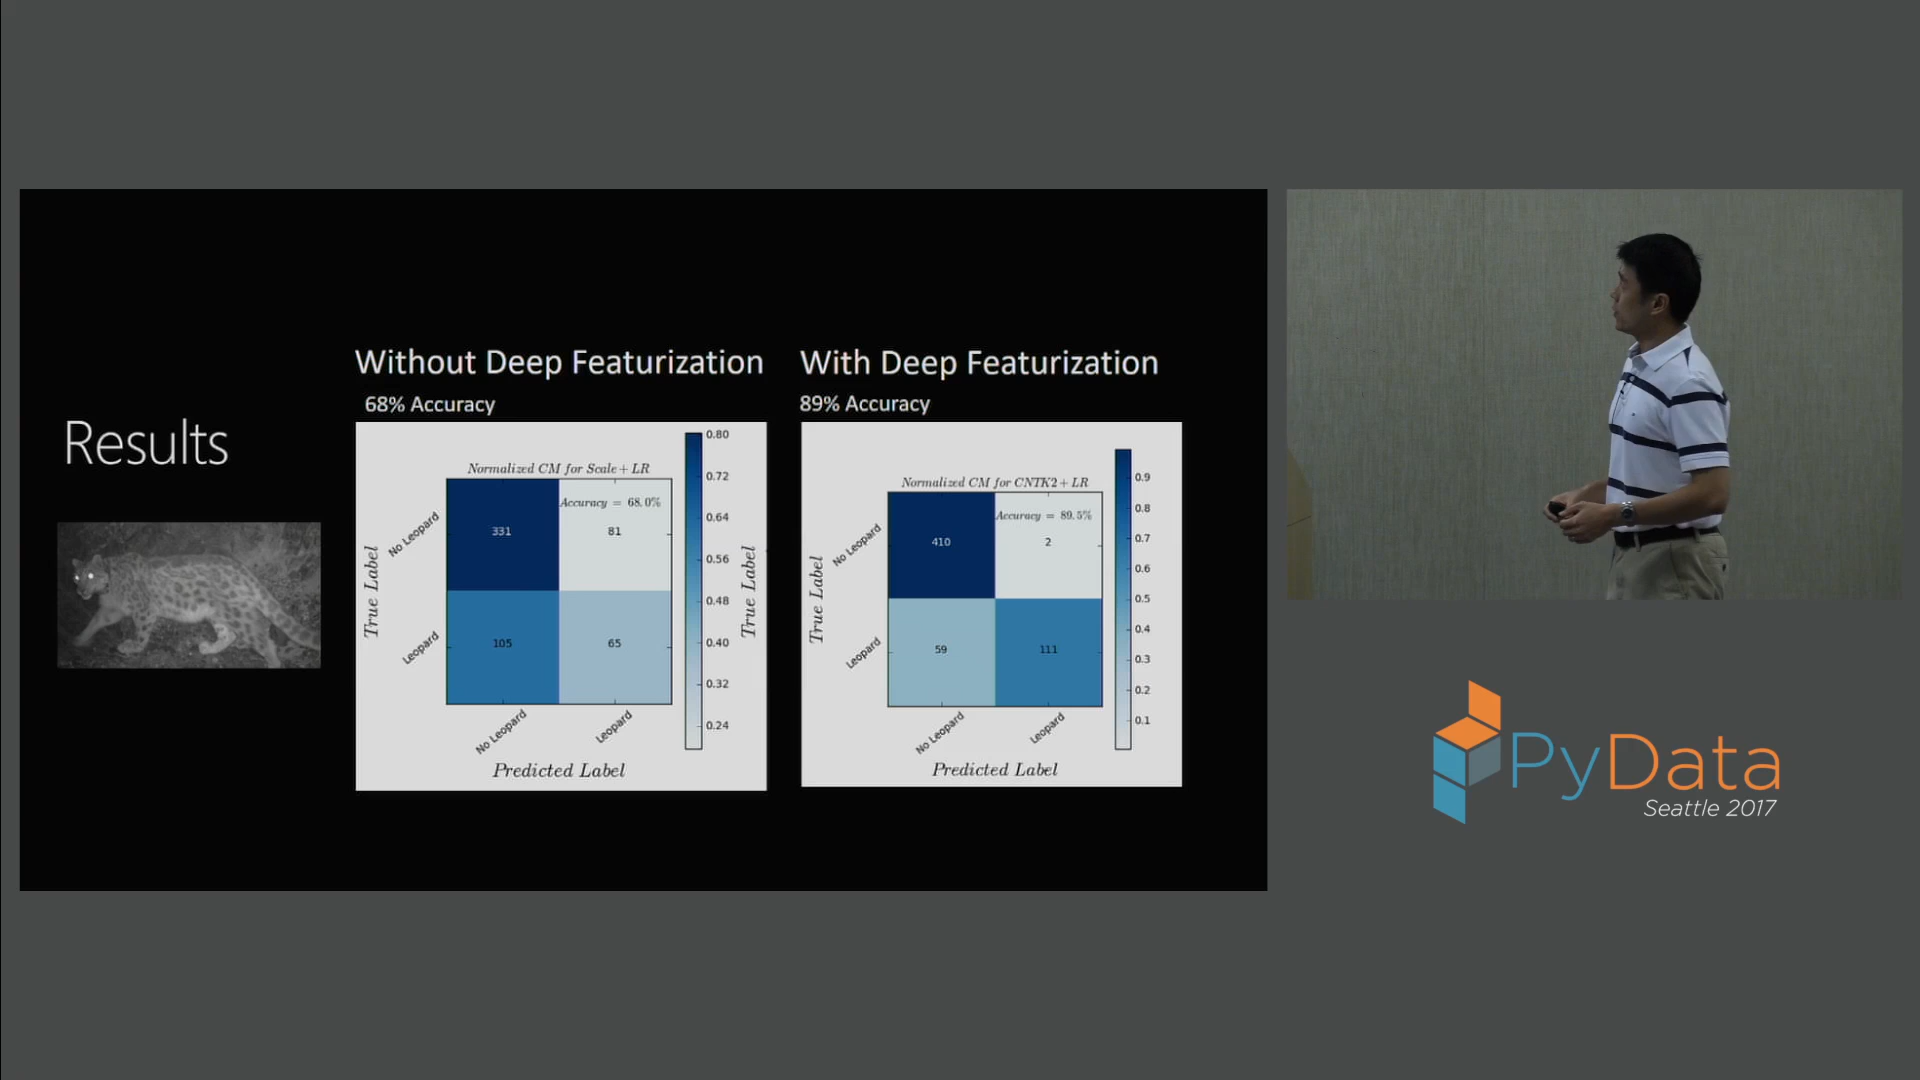 Results
Without Deep Featurization
68% Accuracy
Normalized CM for Scale+LR
Accuracy = 68.0%
True Label
No Leopard
Leopard
331
81
105
65
No Leopard
Leopard
Predicted Label
0.80
0.72
0.64
0.56
0.48
0.40
0.32
0.24
True Label
With Deep Featurization
89% Accuracy
Normalized CM for CNTK2+LR
Accuracy = 89.5%
True Label
No Leopard
Leopard
410
2
59
111
No Leopard
Leopard
Predicted Label
0.9
0.8
0.7
0.6
0.5
0.4
0.3
0.2
0.1
PyData
Seattle 2017